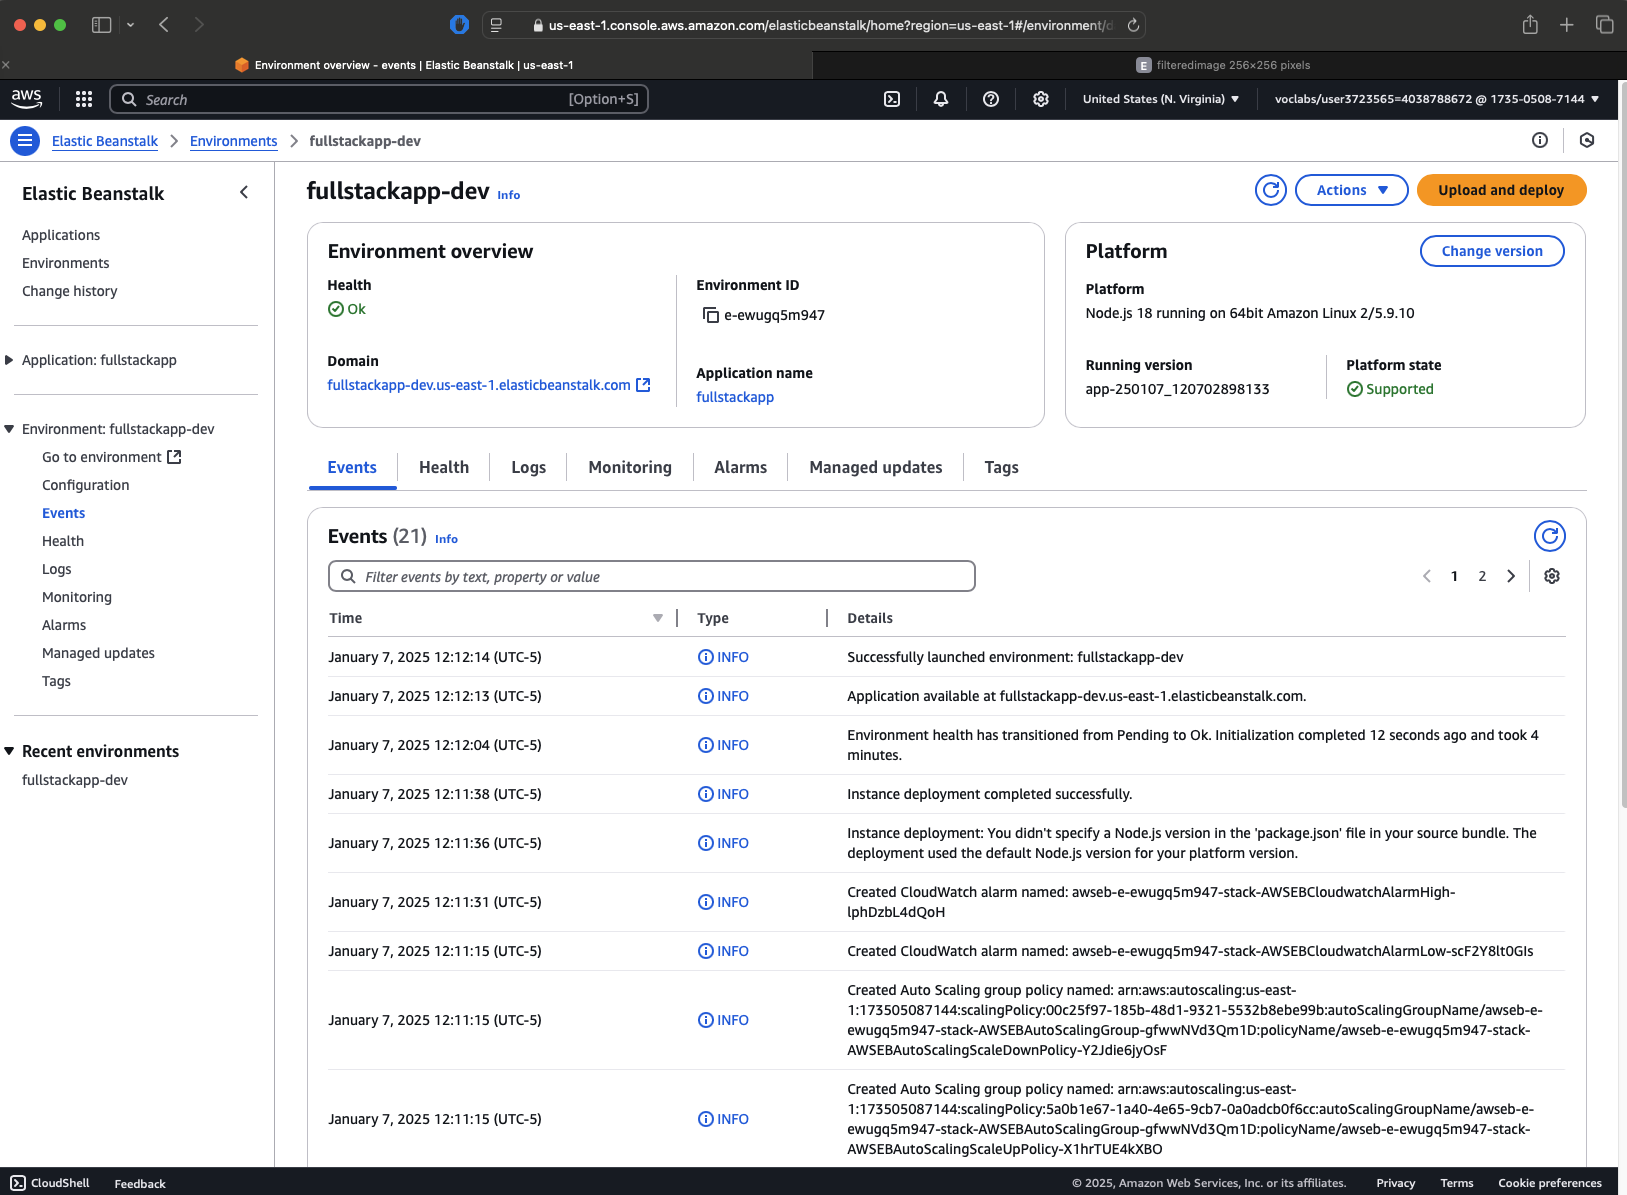 us-east-1.console.aws.amazon.com/elasticbeanstalk/home?region=us-east-1#/environment/d
Environment overview - events | Elastic Beanstalk | us-east-1
E filteredimage 256×256 pixels
aws
Search
[Option+S]
United States (N. Virginia)
voclabs/user3723565=4038788672 @ 1735-0508-7144
Elastic Beanstalk
Environments
fullstackapp-dev
Elastic Beanstalk
Applications
Environments
Change history
Application: fullstackapp
Environment: fullstackapp-dev
Go to environment
Configuration
Events
Health
Logs
Monitoring
Alarms
Managed updates
Tags
Recent environments
fullstackapp-dev
fullstackapp-dev Info
Actions
Upload and deploy
Environment overview
Health
Ok
Domain
fullstackapp-dev.us-east-1.elasticbeanstalk.com
Environment ID
e-ewugq5m947
Application name
fullstackapp
Platform
Change version
Platform
Node.js 18 running on 64bit Amazon Linux 2/5.9.10
Running version
app-250107_120702898133
Platform state
Supported
Events
Health
Logs
Monitoring
Alarms
Managed updates
Tags
Events (21) Info
Filter events by text, property or value
1 2
Time
Type
Details
January 7, 2025 12:12:14 (UTC-5)
INFO
Successfully launched environment: fullstackapp-dev
January 7, 2025 12:12:13 (UTC-5)
INFO
Application available at fullstackapp-dev.us-east-1.elasticbeanstalk.com.
January 7, 2025 12:12:04 (UTC-5)
INFO
Environment health has transitioned from Pending to Ok. Initialization completed 12 seconds ago and took 4
minutes.
January 7, 2025 12:11:38 (UTC-5)
INFO
Instance deployment completed successfully.
January 7, 2025 12:11:36 (UTC-5)
INFO
Instance deployment: You didn't specify a Node.js version in the 'package.json' file in your source bundle. The
deployment used the default Node.js version for your platform version.
January 7, 2025 12:11:31 (UTC-5)
INFO
Created CloudWatch alarm named: awseb-e-ewugq5m947-stack-AWSEBCloudwatchAlarmHigh-
lphDzbL4dQoH
January 7, 2025 12:11:15 (UTC-5)
INFO
Created CloudWatch alarm named: awseb-e-ewugq5m947-stack-AWSEBCloudwatchAlarmLow-scF2Y8lt0GIs
January 7, 2025 12:11:15 (UTC-5)
INFO
Created Auto Scaling group policy named: arn:aws:autoscaling:us-east-
1:173505087144:scalingPolicy:00c25f97-185b-48d1-9321-5532b8ebe99b:autoScalingGroupName/awseb-e-
ewugq5m947-stack-AWSEBAutoScalingGroup-gfwwNVd3Qm1D:policyName/awseb-e-ewugq5m947-stack-
AWSEBAutoScalingScaleDownPolicy-Y2Jdie6jyOsF
January 7, 2025 12:11:15 (UTC-5)
INFO
Created Auto Scaling group policy named: arn:aws:autoscaling:us-east-
1:173505087144:scalingPolicy:5a0b1e67-1a40-4e65-9cb7-0a0adcb0f6cc:autoScalingGroupName/awseb-e-
ewugq5m947-stack-AWSEBAutoScalingGroup-gfwwNVd3Qm1D:policyName/awseb-e-ewugq5m947-stack-
AWSEBAutoScalingScaleUpPolicy-X1hrTUE4kXBO
CloudShell
Feedback
© 2025, Amazon Web Services, Inc. or its affiliates.
Privacy
Terms
Cookie preferences